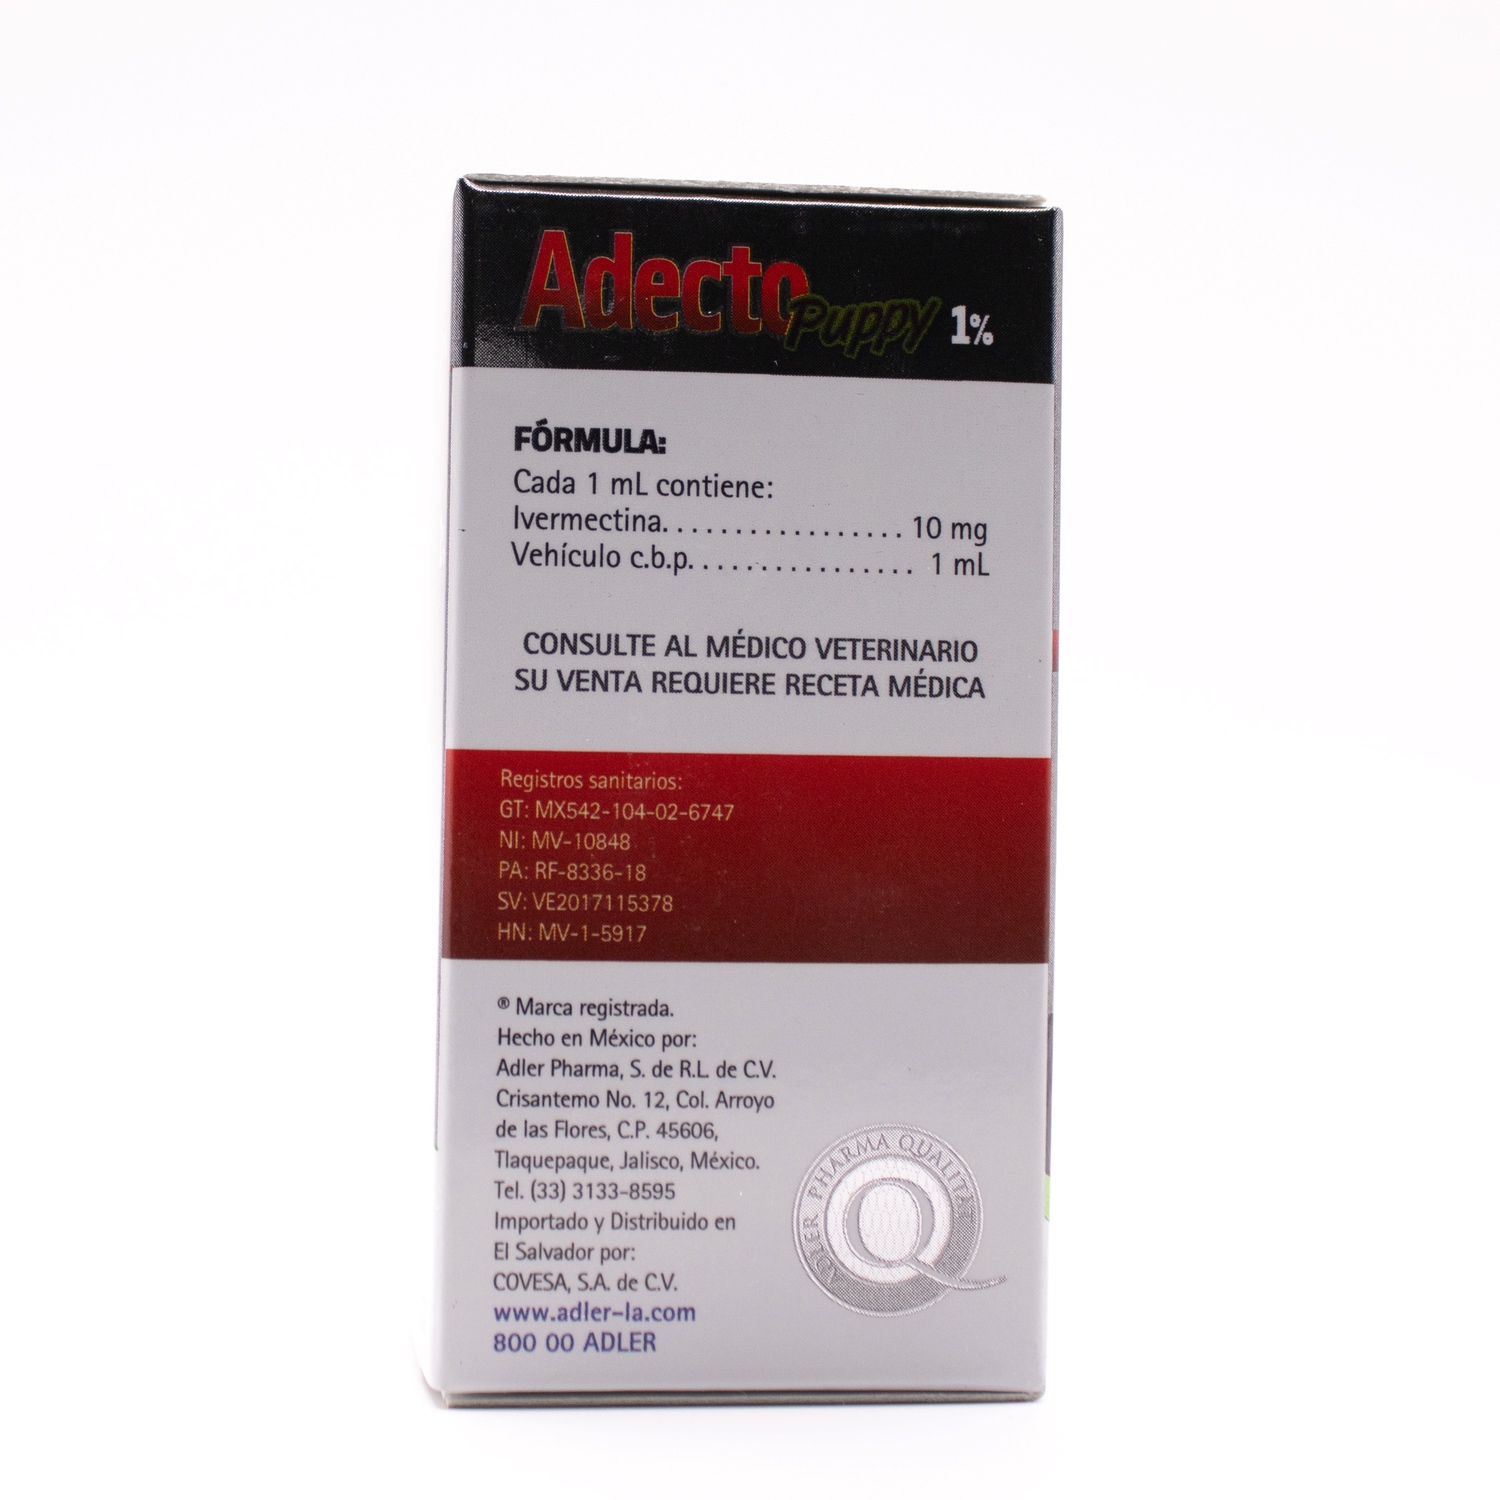 Adecto Puppy 1%
FÓRMULA:
Cada 1 mL contiene:
Ivermectina. . . . . . . . . . . . . . . . . 10 mg
Vehículo c.b.p. . . . . . . . . . . . . . . . 1 mL
CONSULTE AL MÉDICO VETERINARIO
SU VENTA REQUIERE RECETA MÉDICA
Registros sanitarios:
GT: MX542-104-02-6747
NI: MV-10848
PA: RF-8336-18
SV: VE2017115378
HN: MV-1-5917
® Marca registrada.
Hecho en México por:
Adler Pharma, S. de R.L. de C.V.
Crisantemo No. 12, Col. Arroyo
de las Flores, C.P. 45606,
Tlaquepaque, Jalisco, México.
Tel. (33) 3133-8595
Importado y Distribuido en
El Salvador por:
COVESA, S.A. de C.V.
www.adler-la.com
800 00 ADLER
ADLER PHARMA QUALITÄT
Q